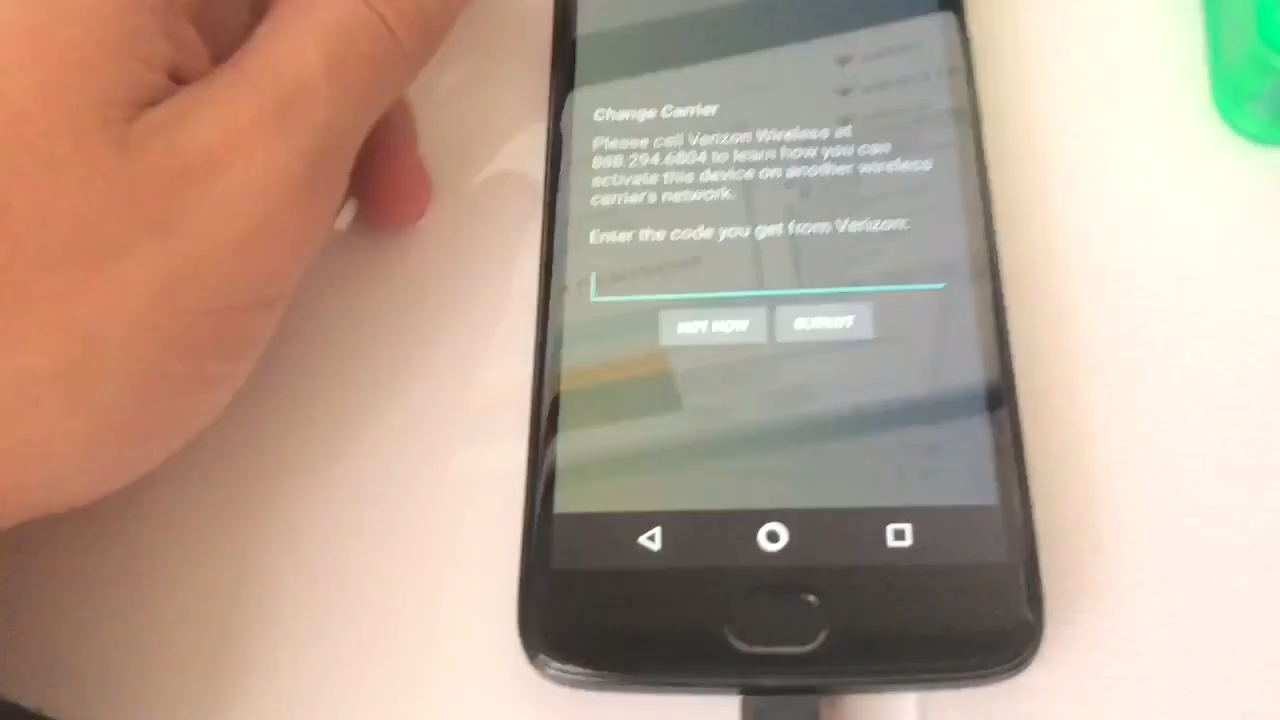 Change Carrier
Please call Verizon Wireless at
888.294.6804 to learn how you can
activate this device on another wireless
carrier's network.
Enter the code you get from Verizon:
NOT NOW
SUBMIT